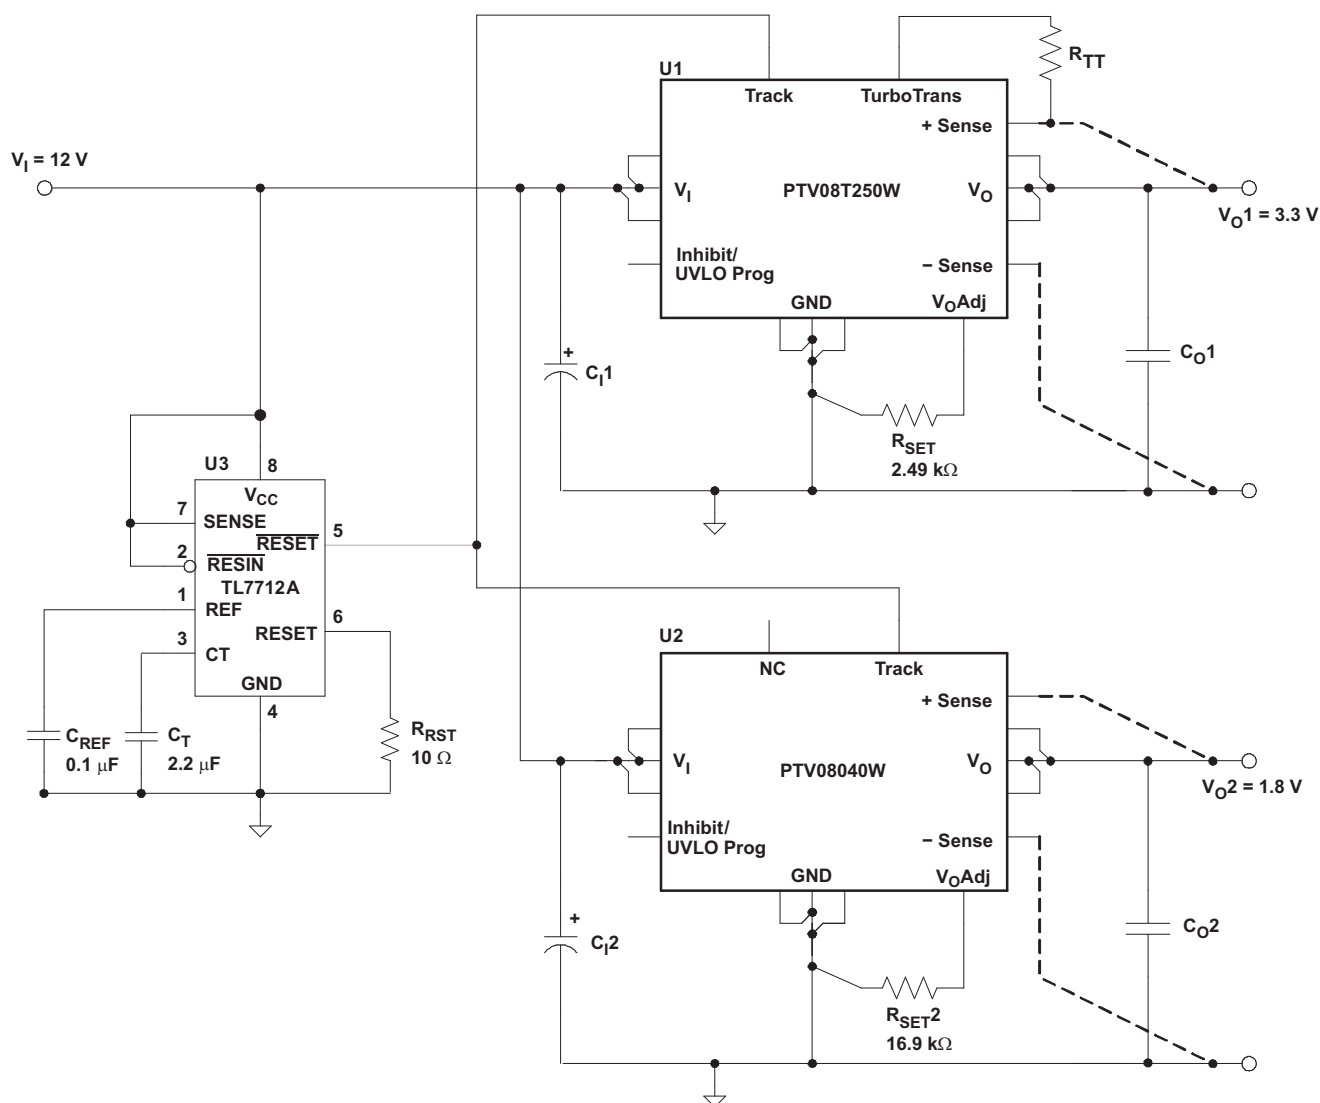 R_TT
U1
Track
TurboTrans
+ Sense
V_I = 12 V
V_I
PTV08T250W
V_O
V_O1 = 3.3 V
Inhibit/
UVLO Prog
− Sense
GND
V_OAdj
+
C_I1
C_O1
R_SET
2.49 kΩ
U3
8
V_CC
7
SENSE
5
R̅E̅S̅E̅T̅
2
R̅E̅S̅I̅N̅
TL7712A
1
REF
6
RESET
3
CT
GND
4
C_REF
0.1 μF
C_T
2.2 μF
R_RST
10 Ω
U2
NC
Track
+ Sense
V_I
PTV08040W
V_O
V_O2 = 1.8 V
Inhibit/
UVLO Prog
− Sense
GND
V_OAdj
+
C_I2
C_O2
R_SET2
16.9 kΩ